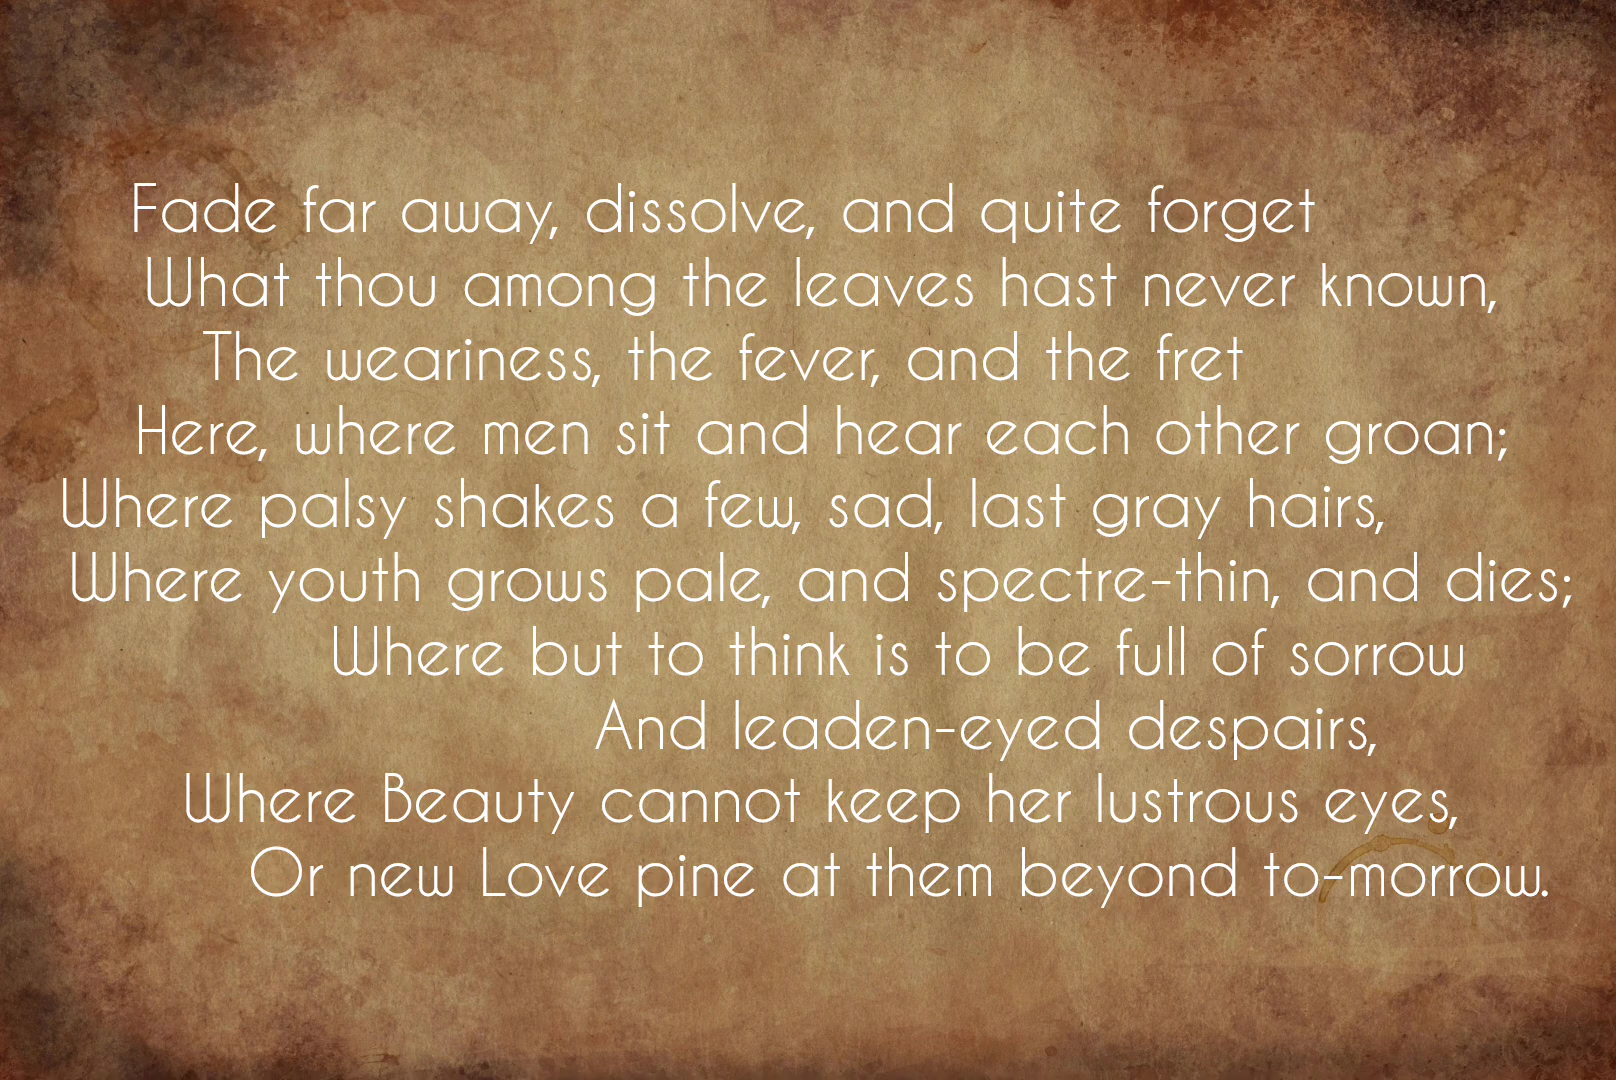 Fade far away, dissolve, and quite forget
What thou among the leaves hast never known,
The weariness, the fever, and the fret
Here, where men sit and hear each other groan;
Where palsy shakes a few, sad, last gray hairs,
Where youth grows pale, and spectre-thin, and dies;
Where but to think is to be full of sorrow
And leaden-eyed despairs,
Where Beauty cannot keep her lustrous eyes,
Or new Love pine at them beyond to-morrow.